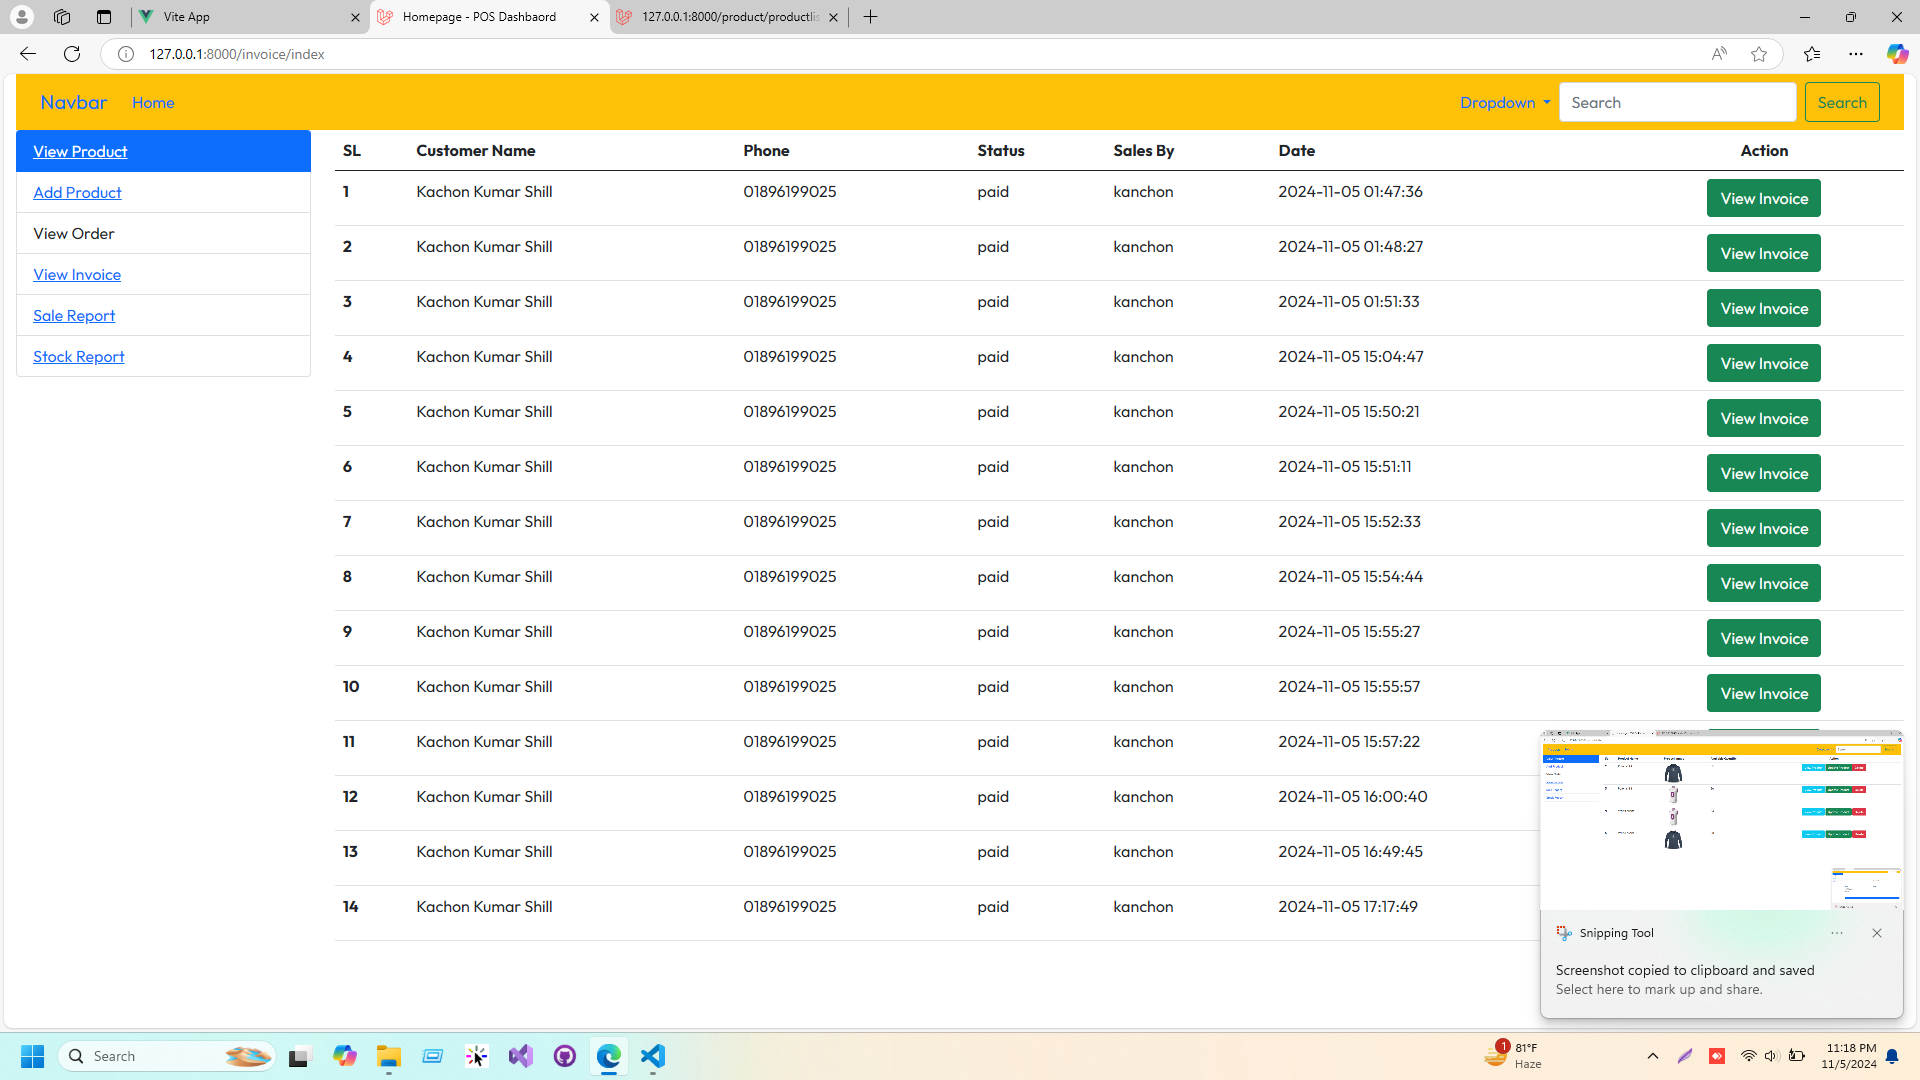 Vite App
Homepage - POS Dashbaord
127.0.0.1:8000/product/productlis
127.0.0.1:8000/invoice/index
Navbar Home Dropdown Search Search
View Product
Add Product
View Order
View Invoice
Sale Report
Stock Report
SL Customer Name Phone Status Sales By Date Action
1 Kachon Kumar Shill 01896199025 paid kanchon 2024-11-05 01:47:36 View Invoice
2 Kachon Kumar Shill 01896199025 paid kanchon 2024-11-05 01:48:27 View Invoice
3 Kachon Kumar Shill 01896199025 paid kanchon 2024-11-05 01:51:33 View Invoice
4 Kachon Kumar Shill 01896199025 paid kanchon 2024-11-05 15:04:47 View Invoice
5 Kachon Kumar Shill 01896199025 paid kanchon 2024-11-05 15:50:21 View Invoice
6 Kachon Kumar Shill 01896199025 paid kanchon 2024-11-05 15:51:11 View Invoice
7 Kachon Kumar Shill 01896199025 paid kanchon 2024-11-05 15:52:33 View Invoice
8 Kachon Kumar Shill 01896199025 paid kanchon 2024-11-05 15:54:44 View Invoice
9 Kachon Kumar Shill 01896199025 paid kanchon 2024-11-05 15:55:27 View Invoice
10 Kachon Kumar Shill 01896199025 paid kanchon 2024-11-05 15:55:57 View Invoice
11 Kachon Kumar Shill 01896199025 paid kanchon 2024-11-05 15:57:22
12 Kachon Kumar Shill 01896199025 paid kanchon 2024-11-05 16:00:40
13 Kachon Kumar Shill 01896199025 paid kanchon 2024-11-05 16:49:45
14 Kachon Kumar Shill 01896199025 paid kanchon 2024-11-05 17:17:49
Snipping Tool
Screenshot copied to clipboard and saved
Select here to mark up and share.
Search
1
81°F
Haze
11:18 PM
11/5/2024